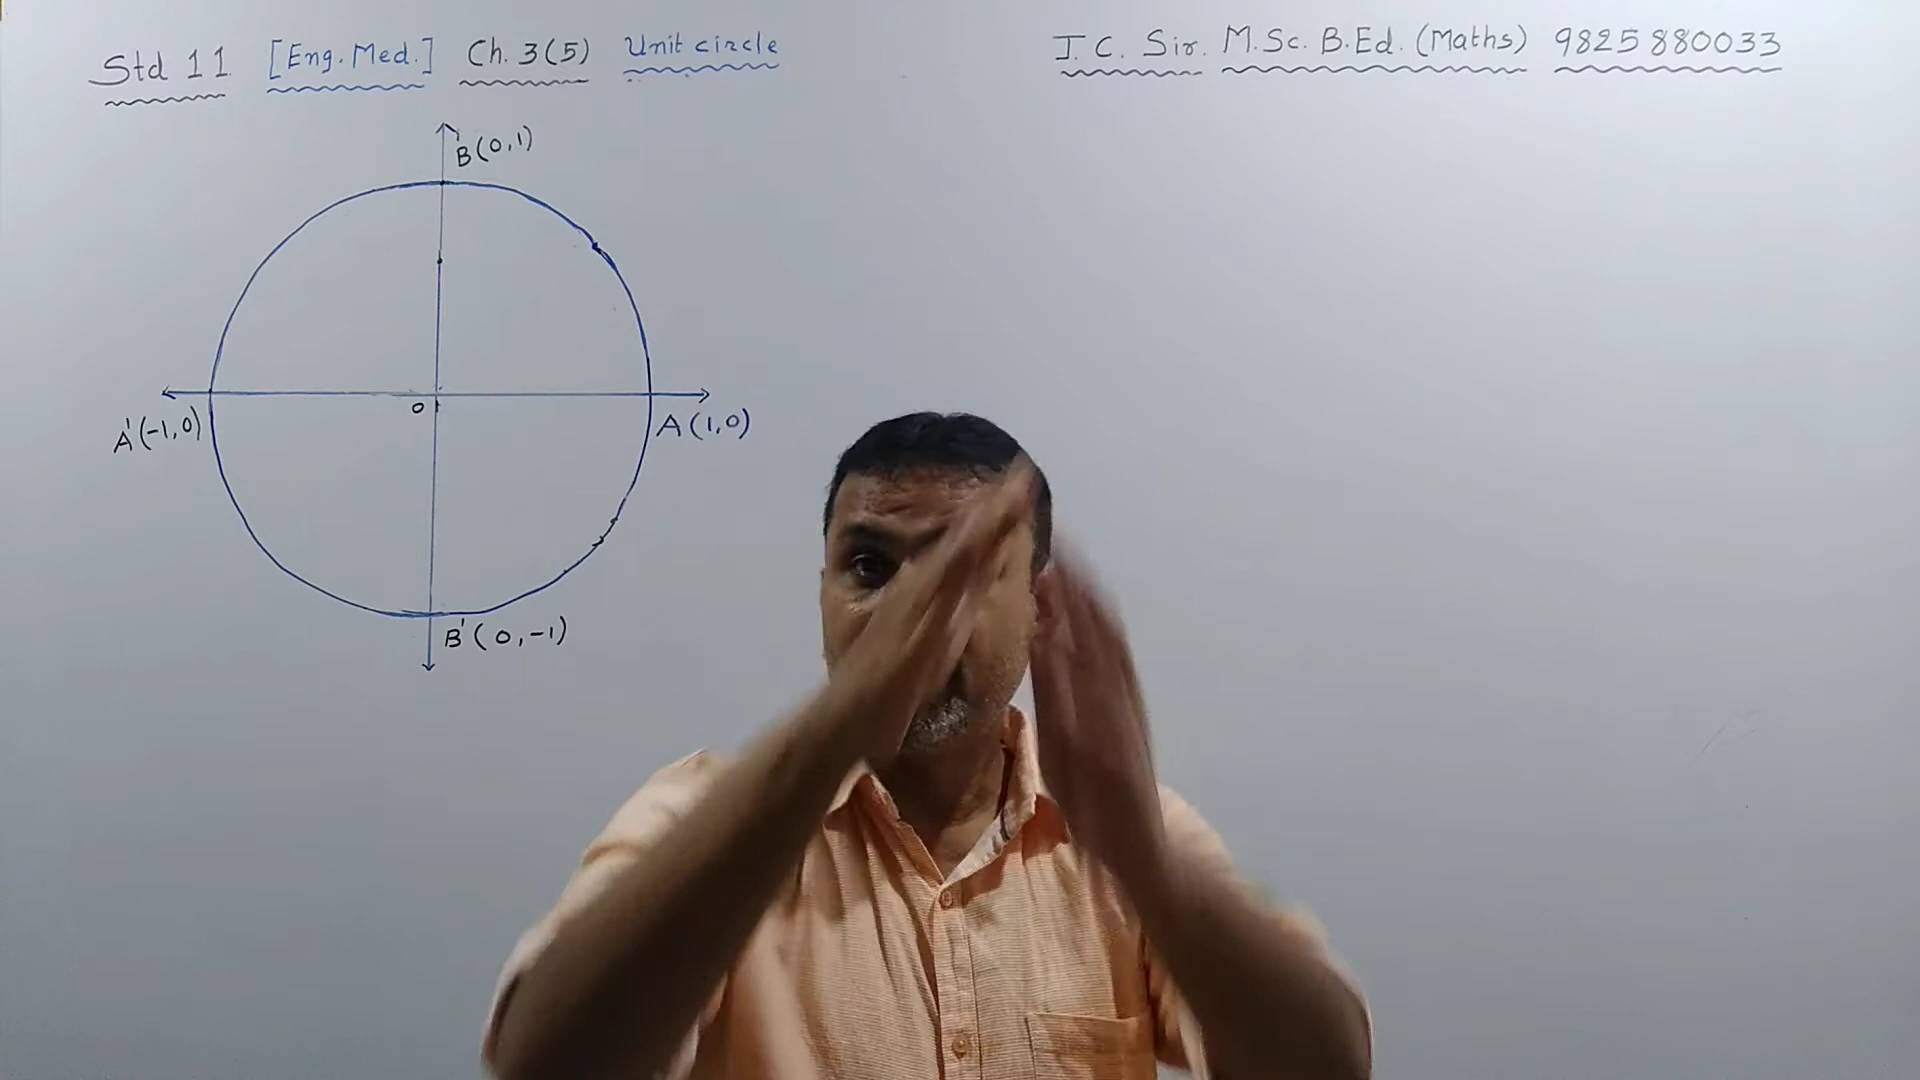 Std 11 [Eng. Med.] Ch. 3(5) Unit circle J. C. Sir. M.Sc. B.Ed. (Maths) 9825880033
B(0,1)
O
A'(-1,0) A(1,0)
B'(0,-1)